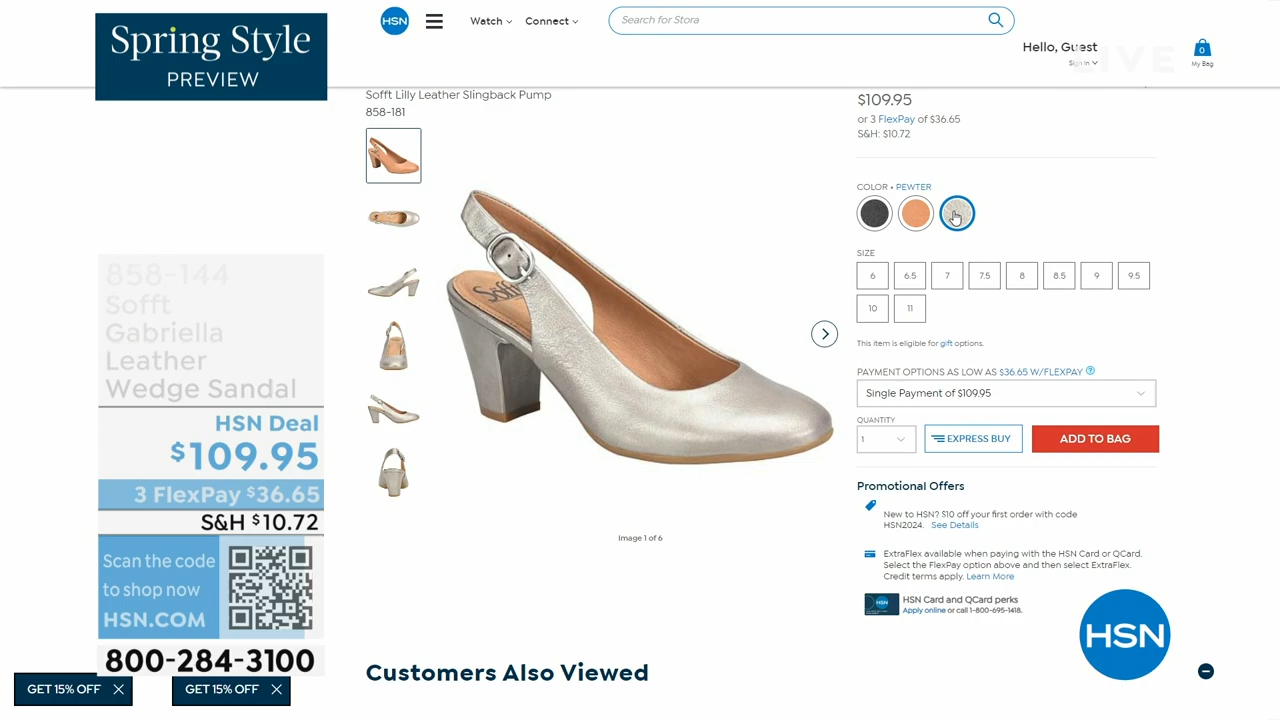 Spring Style
PREVIEW
HSN
Watch
Connect
Search for Stora
Hello, Guest
Sign In
LIVE
0
My Bag
Sofft Lilly Leather Slingback Pump
858-181
$109.95
or 3 FlexPay of $36.65
S&H: $10.72
COLOR • PEWTER
SIZE
6 6.5 7 7.5 8 8.5 9 9.5
10 11
This item is eligible for gift options.
PAYMENT OPTIONS AS LOW AS $36.65 W/FLEXPAY ?
Single Payment of $109.95
QUANTITY
1
EXPRESS BUY
ADD TO BAG
Promotional Offers
New to HSN? $10 off your first order with code
HSN2024. See Details
ExtraFlex available when paying with the HSN Card or QCard.
Select the FlexPay option above and then select ExtraFlex.
Credit terms apply. Learn More
HSN
HSN Card and QCard perks
Apply online or call 1-800-695-1418.
Sofft
Image 1 of 6
858-144
Sofft
Gabriella
Leather
Wedge Sandal
HSN Deal
$109.95
3 FlexPay $36.65
S&H $10.72
Scan the code
to shop now
HSN.COM
800-284-3100
GET 15% OFF
GET 15% OFF
Customers Also Viewed
HSN